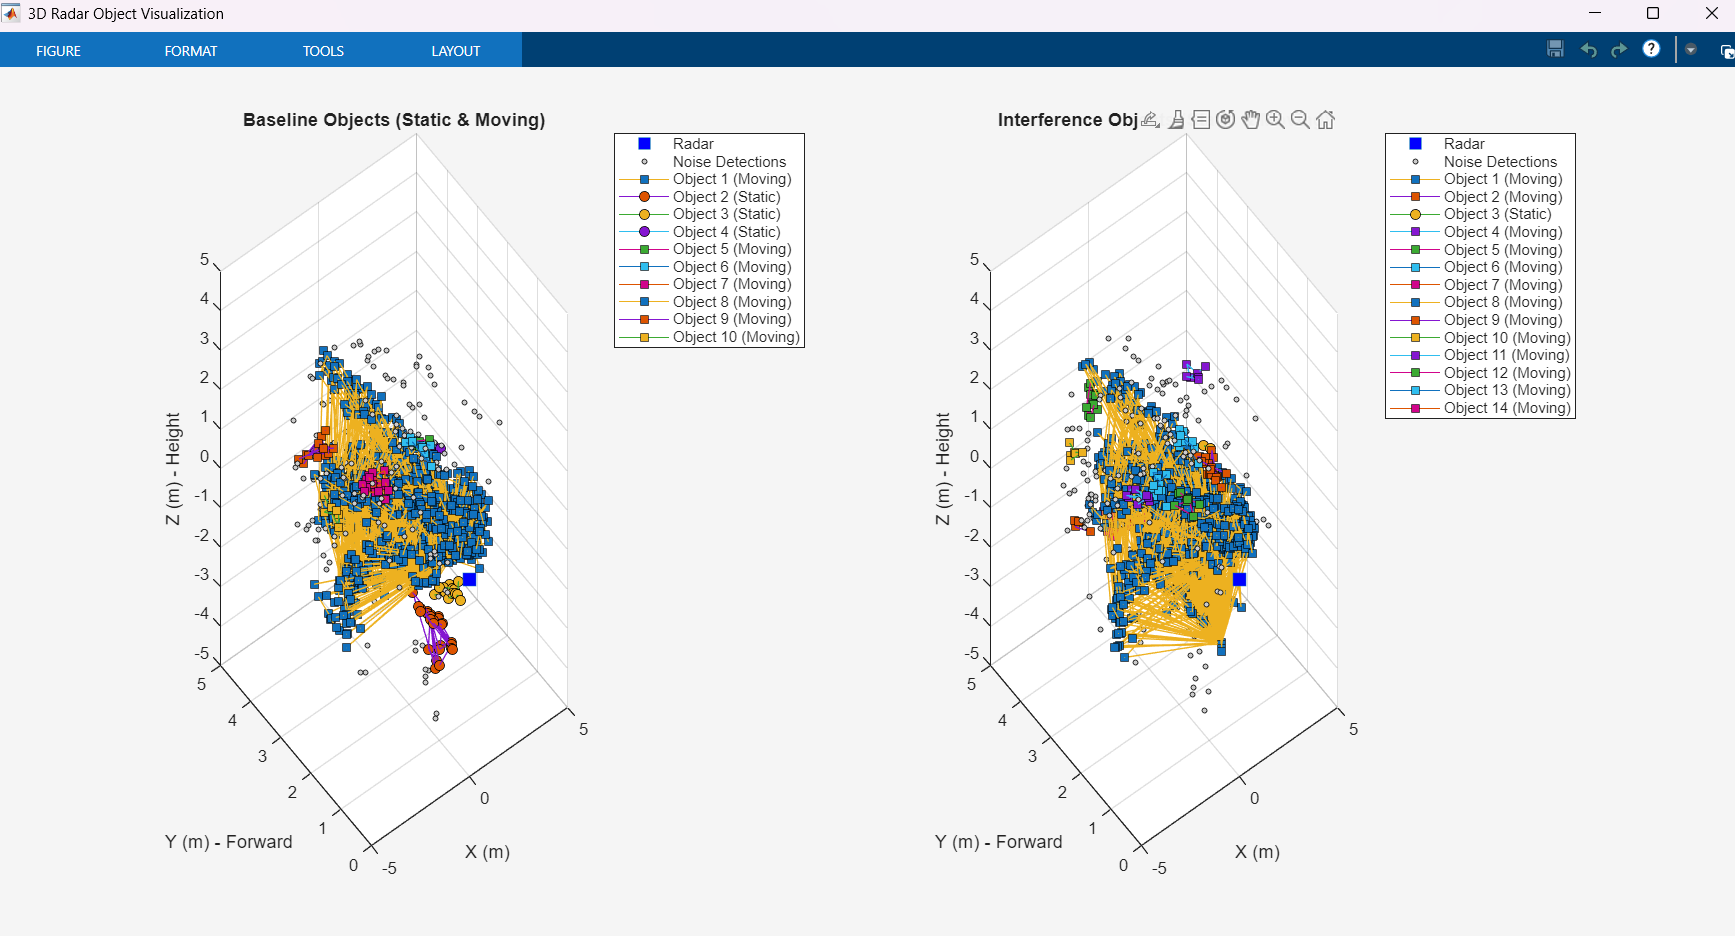 3D Radar Object Visualization
FIGURE
FORMAT
TOOLS
LAYOUT
?
Baseline Objects (Static & Moving)
5
4
3
2
1
0
-1
-2
-3
-4
-5
Z (m) - Height
5
4
3
2
1
0
Y (m) - Forward
-5
0
5
X (m)
Radar
Noise Detections
Object 1 (Moving)
Object 2 (Static)
Object 3 (Static)
Object 4 (Static)
Object 5 (Moving)
Object 6 (Moving)
Object 7 (Moving)
Object 8 (Moving)
Object 9 (Moving)
Object 10 (Moving)
Interference Obj
5
4
3
2
1
0
-1
-2
-3
-4
-5
Z (m) - Height
5
4
3
2
1
0
Y (m) - Forward
-5
0
5
X (m)
Radar
Noise Detections
Object 1 (Moving)
Object 2 (Moving)
Object 3 (Static)
Object 4 (Moving)
Object 5 (Moving)
Object 6 (Moving)
Object 7 (Moving)
Object 8 (Moving)
Object 9 (Moving)
Object 10 (Moving)
Object 11 (Moving)
Object 12 (Moving)
Object 13 (Moving)
Object 14 (Moving)